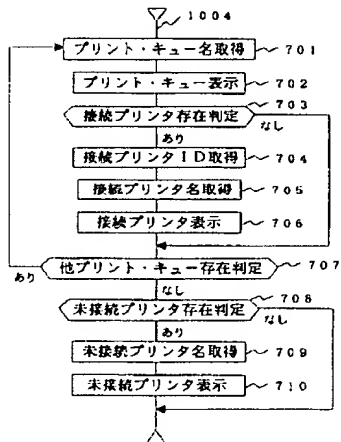 1004
プリント・キュー名取得 701
プリント・キュー表示 702
703
接続プリンタ存在判定
なし
あり
接続プリンタID取得 704
接続プリンタ名取得 705
接続プリンタ表示 706
他プリント・キュー存在判定 707
あり
なし
708
未接続プリンタ存在判定
なし
あり
未接続プリンタ名取得 709
未接続プリンタ表示 710